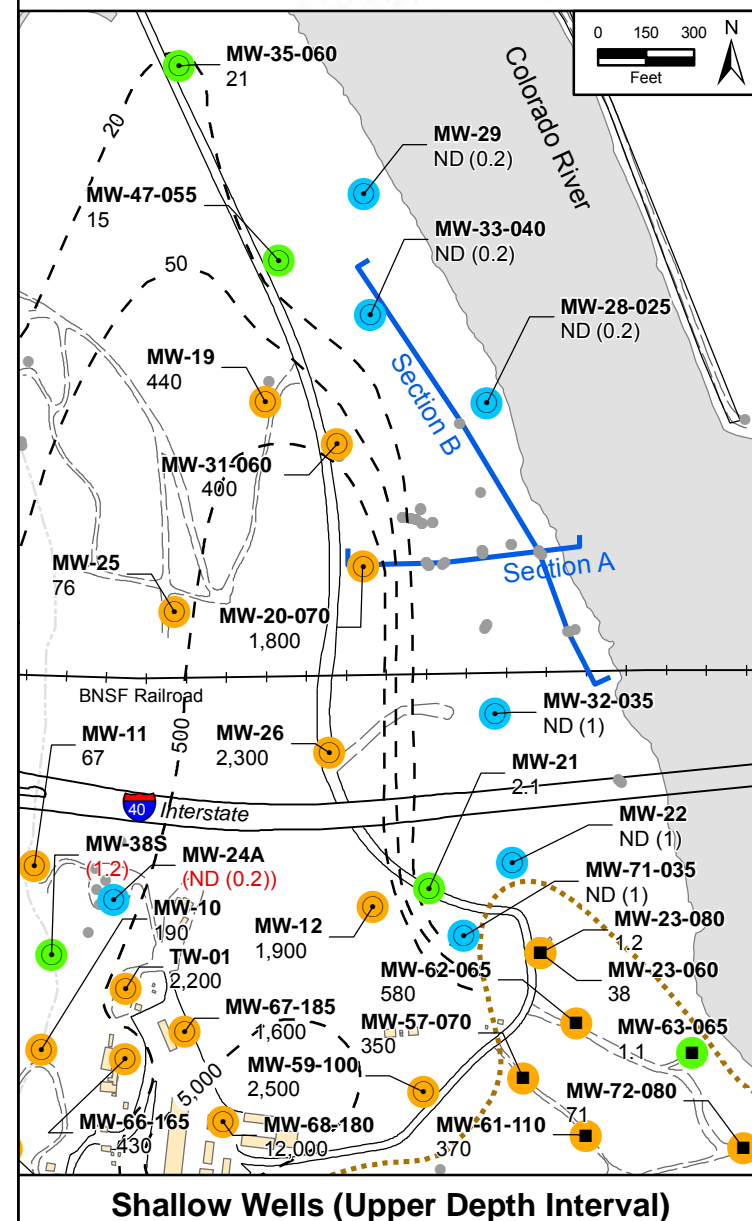 0 150 300
N
Feet
MW-35-060
21
Colorado River
20
MW-29
ND (0.2)
MW-47-055
15
MW-33-040
ND (0.2)
50
MW-28-025
ND (0.2)
MW-19
440
Section B
MW-31-060
400
MW-25
76
Section A
MW-20-070
1,800
BNSF Railroad
MW-32-035
ND (1)
MW-11
67
500
MW-26
2,300
MW-21
2.1
40
Interstate
MW-22
ND (1)
MW-38S
(1.2)
MW-24A
(ND (0.2))
MW-71-035
ND (1)
MW-10
190
MW-12
1,900
MW-23-080
1.2
TW-01
2,200
MW-62-065
580
MW-23-060
38
MW-67-185
1,600
MW-57-070
350
MW-63-065
1.1
MW-59-100
2,500
5,000
MW-72-080
71
MW-66-165
430
MW-68-180
12,000
MW-61-110
370
Shallow Wells (Upper Depth Interval)